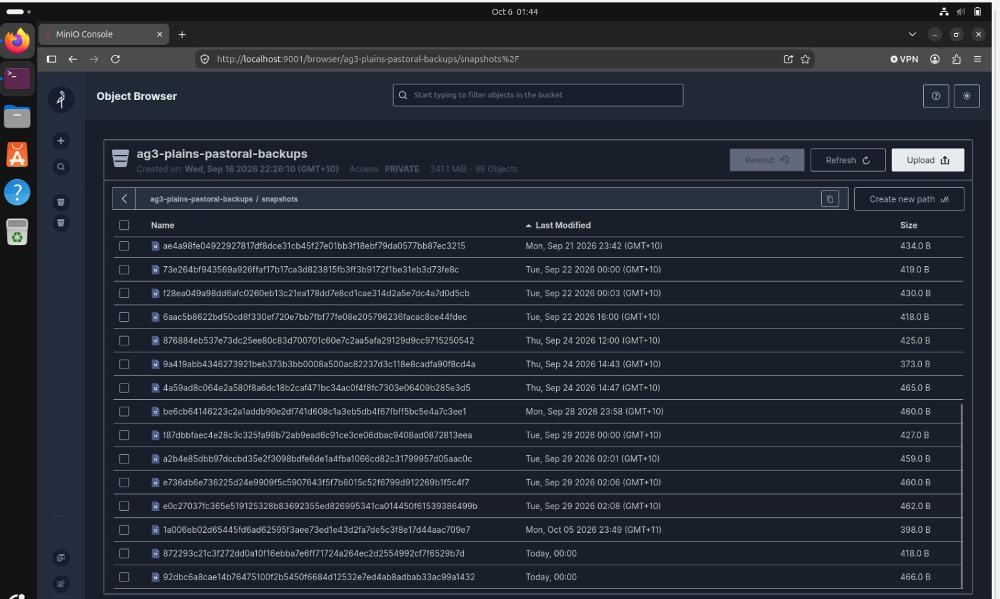 Oct 6 01:44
MinIO Console
http://localhost:9001/browser/ag3-plains-pastoral-backups/snapshots%2F
VPN
Object Browser
Start typing to filter objects in the bucket
ag3-plains-pastoral-backups
Created on: Wed, Sep 16 2026 22:26:10 (GMT+10) Access: PRIVATE 341.1 MiB - 96 Objects
Rewind
Refresh
Upload
ag3-plains-pastoral-backups / snapshots
Create new path
Name Last Modified Size
ae4a98fe04922927817df8dce31cb45f27e01bb3f18ebf79da0577bb87ec3215 Mon, Sep 21 2026 23:42 (GMT+10) 434.0 B
73e264bf943569a926ffaf17b17ca3d823815fb3ff3b9172f1be31eb3d73fe8c Tue, Sep 22 2026 00:00 (GMT+10) 419.0 B
f28ea049a98dd6afc0260eb13c21ea178dd7e8cd1cae314d2a5e7dc4a7d0d5cb Tue, Sep 22 2026 00:03 (GMT+10) 430.0 B
6aac5b8622bd50cd8f330ef720e7bb7fbf77fe08e205796236facac8ce44fdec Tue, Sep 22 2026 16:00 (GMT+10) 418.0 B
876884eb537e73dc25ee80c83d700701c60e7c2aa5afa29129d9cc9715250542 Thu, Sep 24 2026 12:00 (GMT+10) 425.0 B
9a419abb4346273921beb373b3bb0008a500ac82237d3c118e8cadfa90f8cd4a Thu, Sep 24 2026 14:43 (GMT+10) 373.0 B
4a59ad8c064e2a580f8a6dc18b2caf471bc34ac0f4f8fc7303e06409b285e3d5 Thu, Sep 24 2026 14:47 (GMT+10) 465.0 B
be6cb64146223c2a1addb90e2df741d608c1a3eb5db4f67fbff5bc5e4a7c3ee1 Mon, Sep 28 2026 23:58 (GMT+10) 460.0 B
f87dbbfaec4e28c3c325fa98b72ab9ead6c91ce3ce06dbac9408ad0872813eea Tue, Sep 29 2026 00:00 (GMT+10) 427.0 B
a2b4e85dbb97dccbd35e2f3098bdfe6de1a4fba1066cd82c31799957d05aac0c Tue, Sep 29 2026 02:01 (GMT+10) 459.0 B
e736db6e736225d24e9909f5c5907643f5f7b6015c52f6799d912269b1f5c4f7 Tue, Sep 29 2026 02:06 (GMT+10) 460.0 B
e0c27037fc365e519125328b83692355ed826995341ca014450f61539386499b Tue, Sep 29 2026 02:08 (GMT+10) 462.0 B
1a006eb02d65445fd6ad62595f3aee73ed1e43d2fa7de5c3f8e17d44aac709e7 Mon, Oct 05 2026 23:49 (GMT+11) 398.0 B
872293c21c3f272dd0a10f16ebba7e6ff71724a264ec2d2554992cf7f6529b7d Today, 00:00 418.0 B
92dbc6a8cae14b76475100f2b5450f6684d12532e7ed4ab8adbab33ac99a1432 Today, 00:00 466.0 B